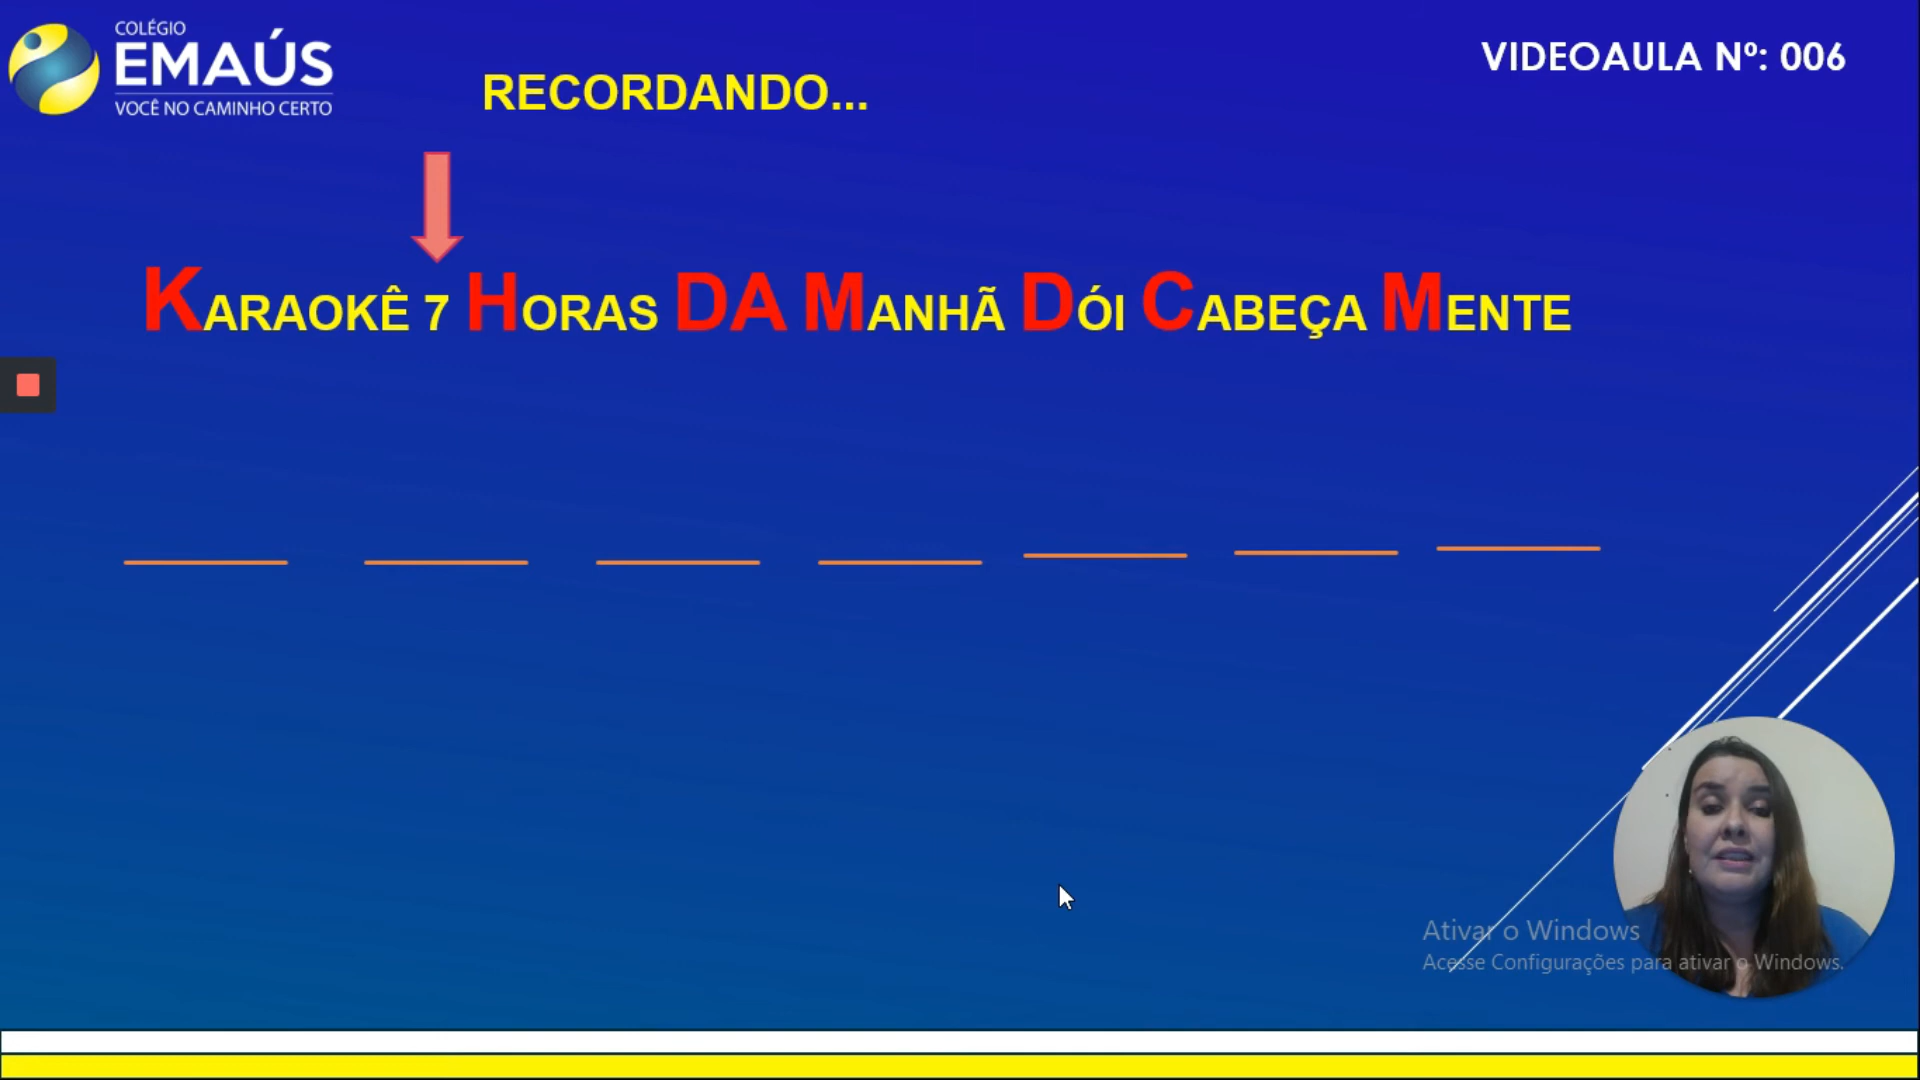 COLÉGIO
EMAÚS
VOCÊ NO CAMINHO CERTO
VIDEOAULA Nº: 006
RECORDANDO...
KARAOKÊ 7 HORAS DA MANHÃ DÓI CABEÇA MENTE
Ativar o Windows
Acesse Configurações para ativar o Windows.